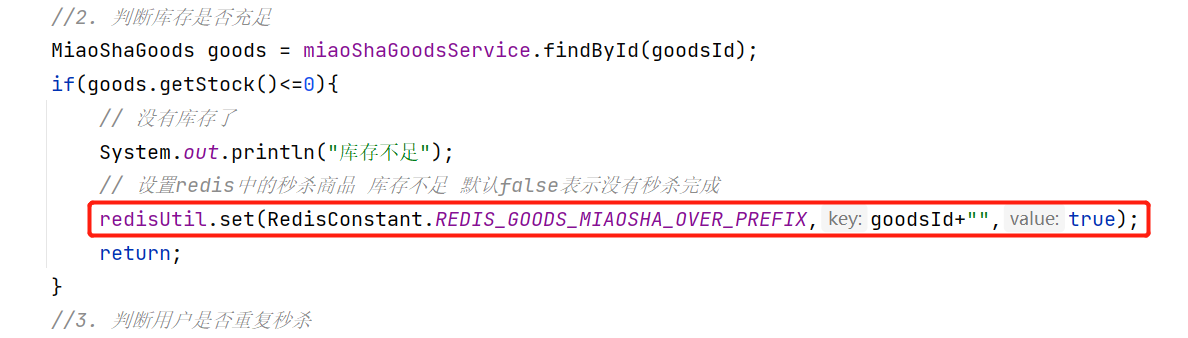 //2. 判断库存是否充足
MiaoShaGoods goods = miaoShaGoodsService.findById(goodsId);
if(goods.getStock()<=0){
// 没有库存了
System.out.println("库存不足");
// 设置redis中的秒杀商品 库存不足 默认false表示没有秒杀完成
redisUtil.set(RedisConstant.REDIS_GOODS_MIAOSHA_OVER_PREFIX, key: goodsId+"", value: true);
return;
}
//3. 判断用户是否重复秒杀